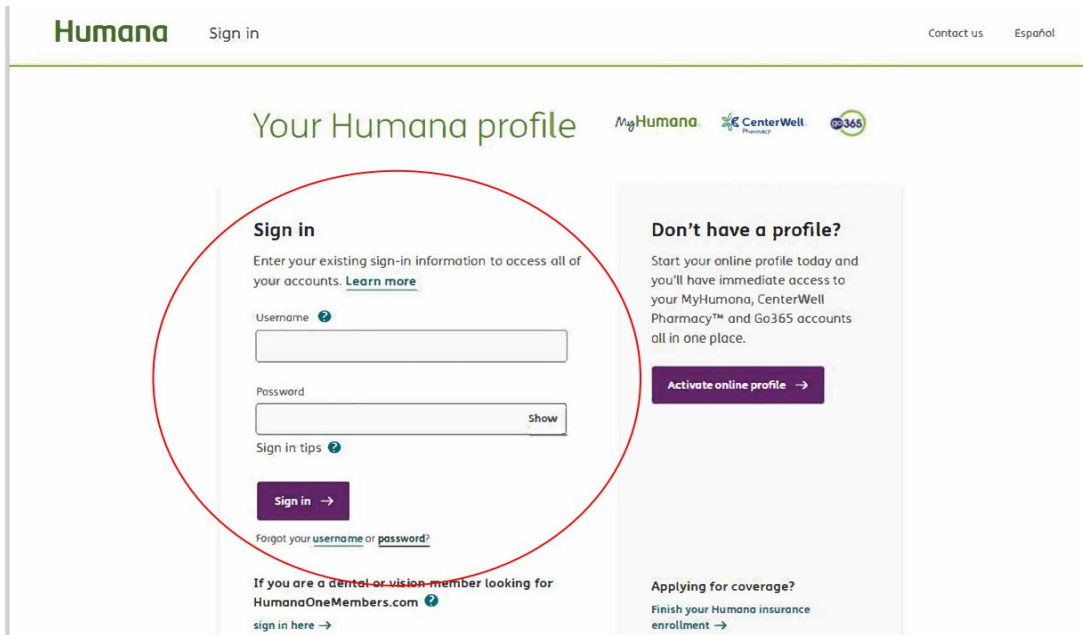 Humana
Sign in
Contact us
Español
Your Humana profile
MyHumana
CenterWell
Pharmacy
go365
Sign in
Enter your existing sign-in information to access all of
your accounts. Learn more
Username ?
Password
Show
Sign in tips ?
Sign in →
Forgot your username or password?
If you are a dental or vision member looking for
HumanaOneMembers.com ?
sign in here →
Don't have a profile?
Start your online profile today and
you'll have immediate access to
your MyHumana, CenterWell
Pharmacy™ and Go365 accounts
all in one place.
Activate online profile →
Applying for coverage?
Finish your Humana insurance
enrollment →